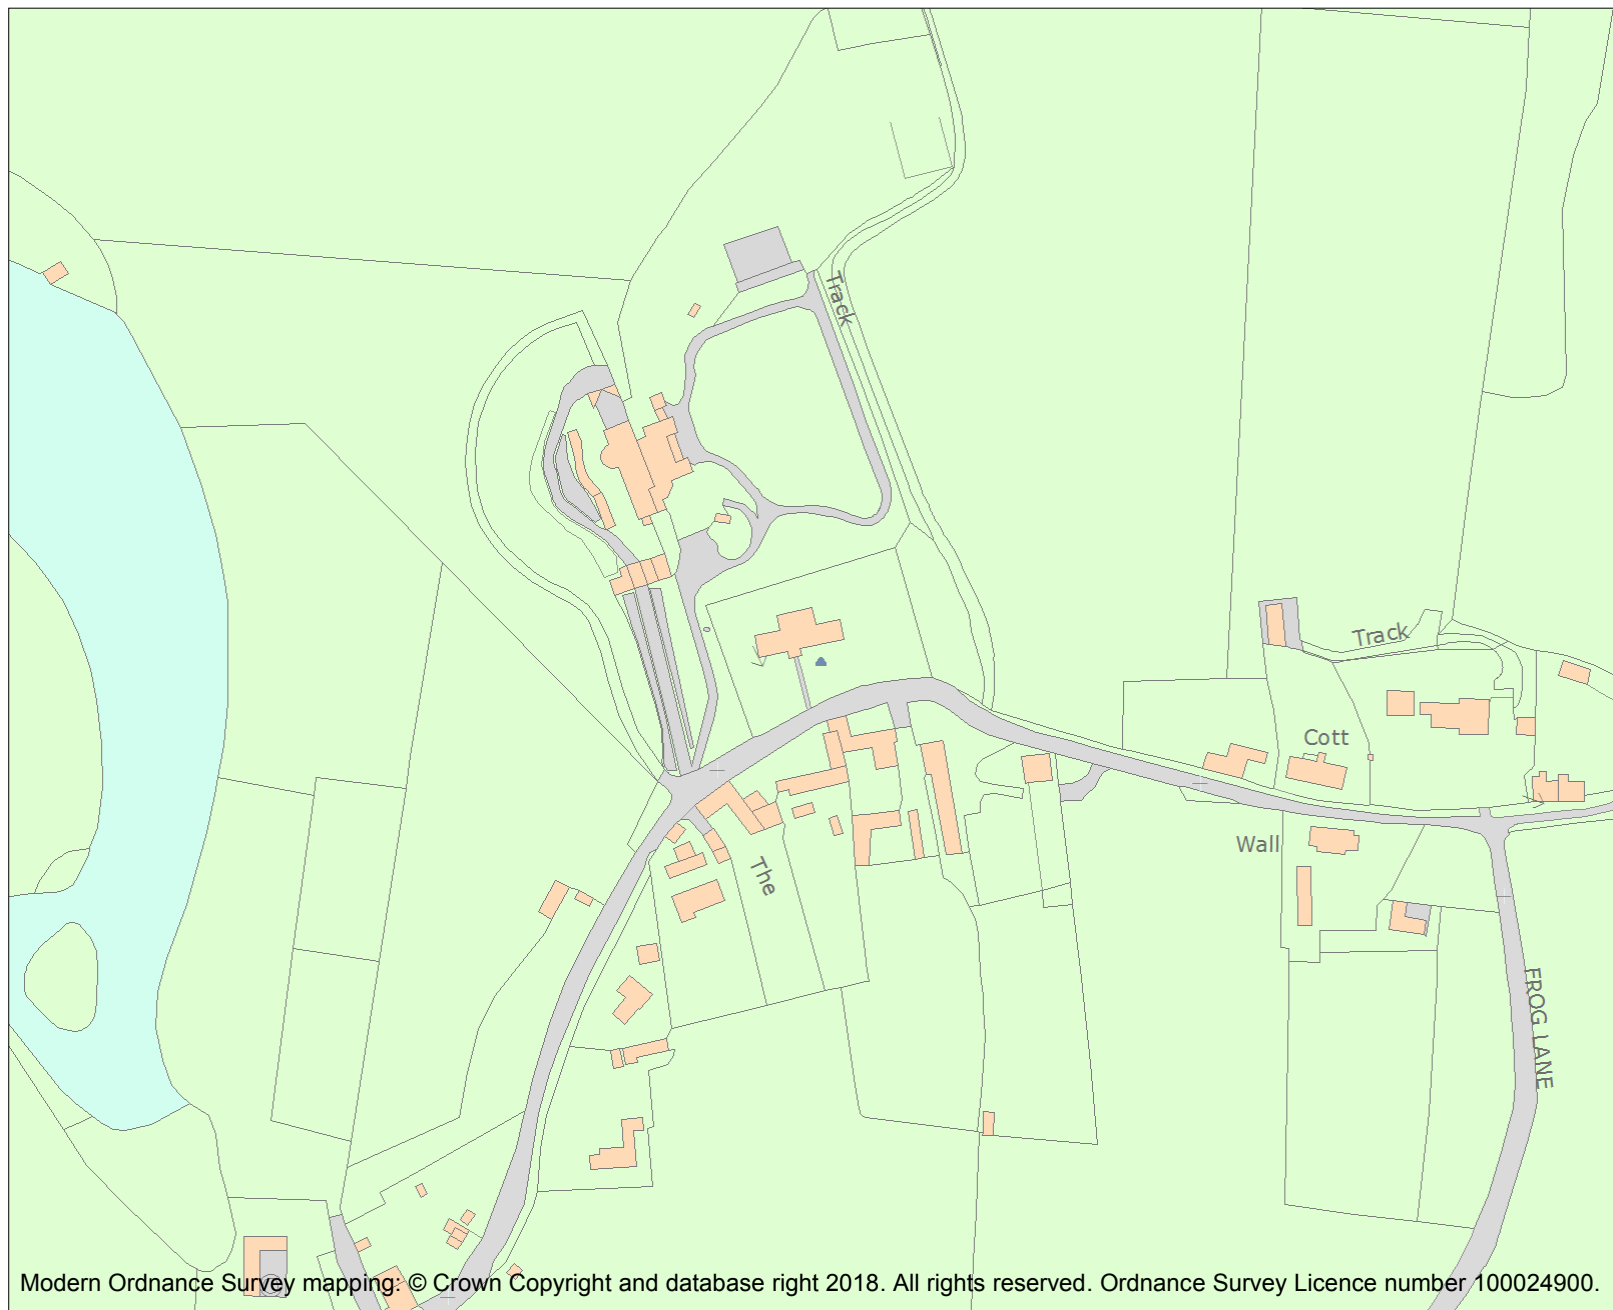 Track
Track
Cott
Wall
The
FROG LANE
Modern Ordnance Survey mapping: © Crown Copyright and database right 2018. All rights reserved. Ordnance Survey Licence number 100024900.